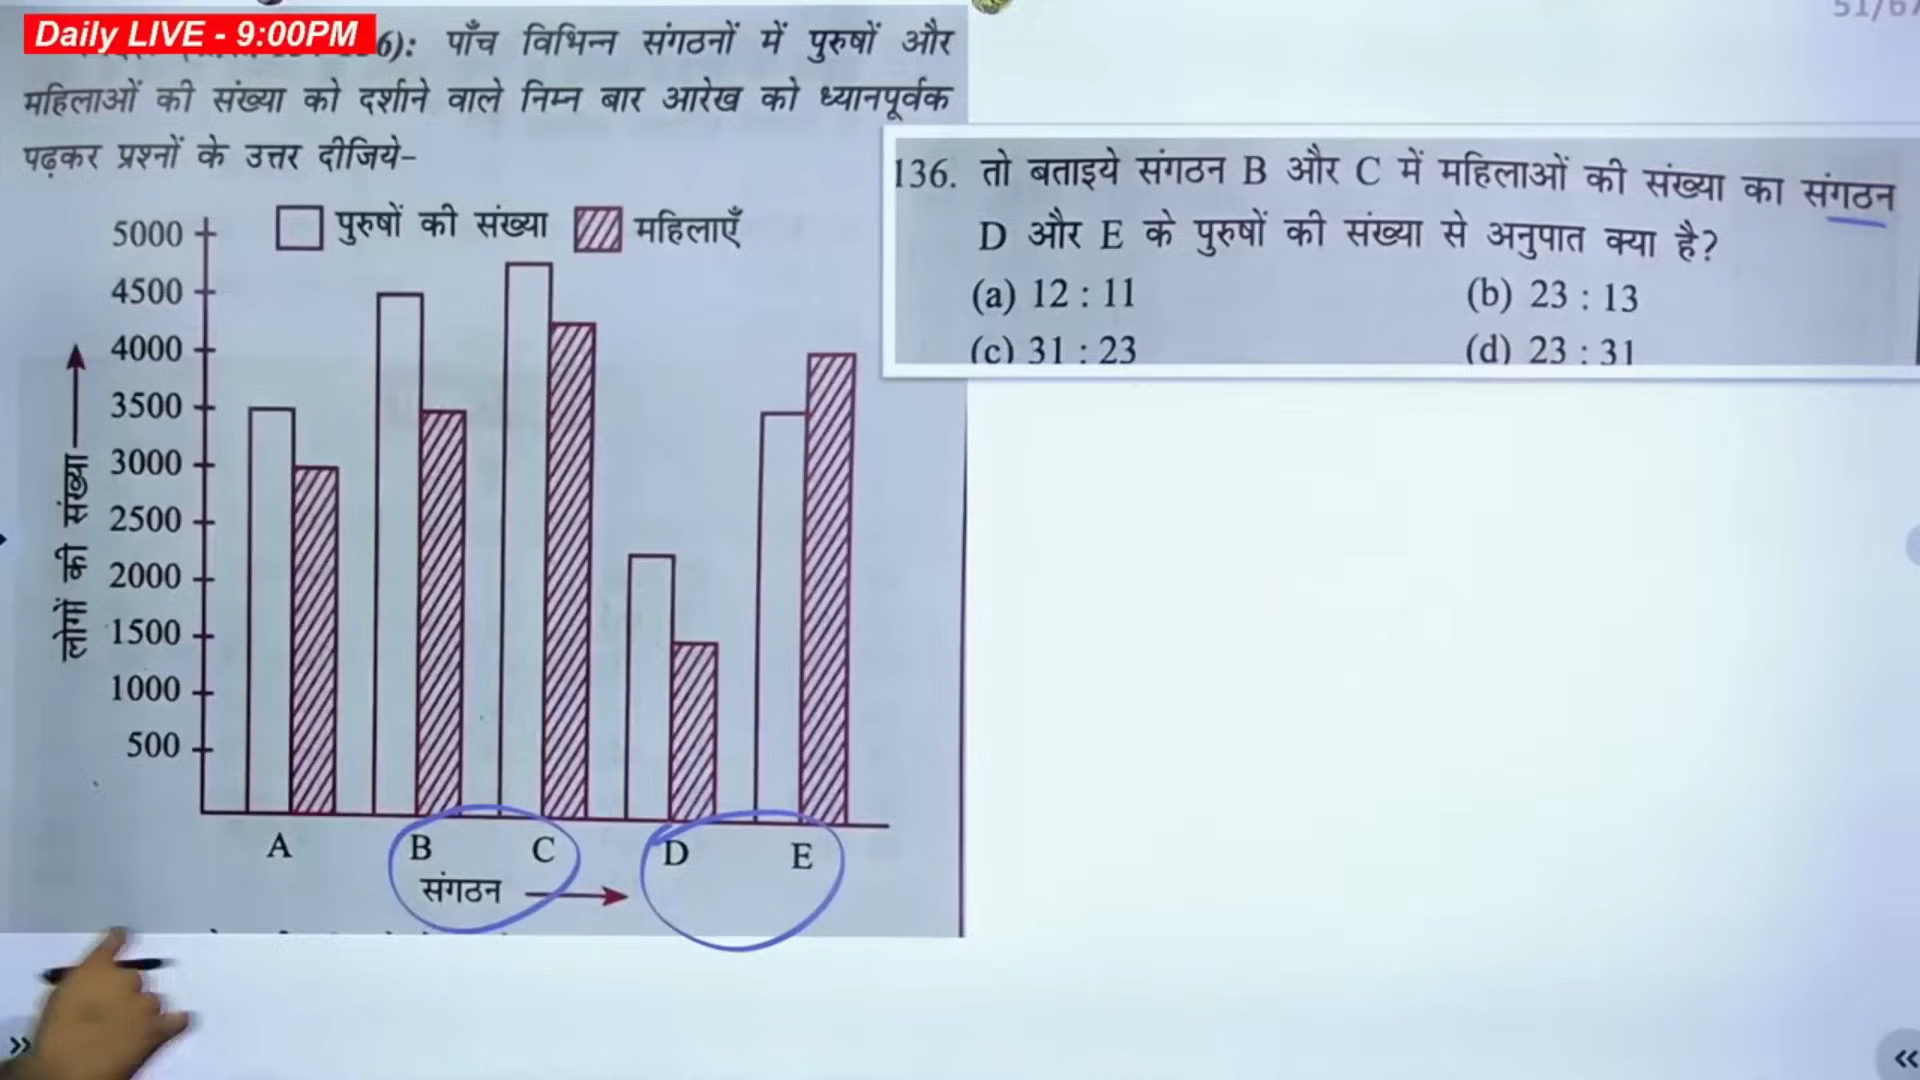 Daily LIVE - 9:00PM
6): पाँच विभिन्न संगठनों में पुरुषों और
महिलाओं की संख्या को दर्शाने वाले निम्न बार आरेख को ध्यानपूर्वक
पढ़कर प्रश्नों के उत्तर दीजिये-
पुरुषों की संख्या महिलाएँ
5000
4500
4000
3500
3000
2500
2000
1500
1000
500
लोगों की संख्या
A B C D E
संगठन
136. तो बताइये संगठन B और C में महिलाओं की संख्या का संगठन
D और E के पुरुषों की संख्या से अनुपात क्या है?
(a) 12 : 11 (b) 23 : 13
(c) 31 : 23 (d) 23 : 31